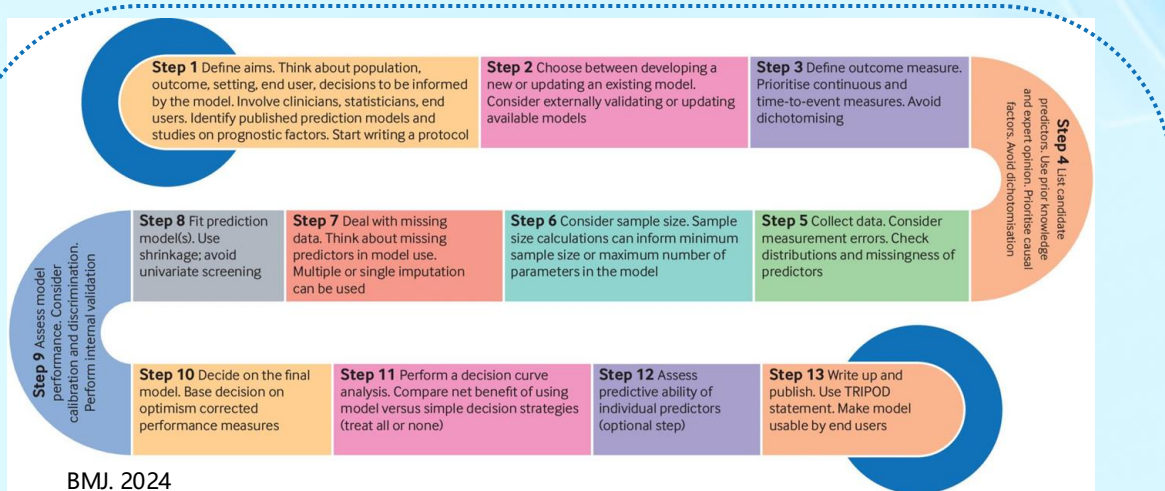 Step 1 Define aims. Think about population,
outcome, setting, end user, decisions to be informed
by the model. Involve clinicians, statisticians, end
users. Identify published prediction models and
studies on prognostic factors. Start writing a protocol
Step 2 Choose between developing a
new or updating an existing model.
Consider externally validating or updating
available models
Step 3 Define outcome measure.
Prioritise continuous and
time-to-event measures. Avoid
dichotomising
Step 4 List candidate
predictors. Use prior knowledge
and expert opinion. Prioritise causal
factors. Avoid dichotomisation
Step 5 Collect data. Consider
measurement errors. Check
distributions and missingness of
predictors
Step 6 Consider sample size. Sample
size calculations can inform minimum
sample size or maximum number of
parameters in the model
Step 7 Deal with missing
data. Think about missing
predictors in model use.
Multiple or single imputation
can be used
Step 8 Fit prediction
model(s). Use
shrinkage; avoid
univariate screening
Step 9 Assess model
performance. Consider
calibration and discrimination.
Perform internal validation
Step 10 Decide on the final
model. Base decision on
optimism corrected
performance measures
Step 11 Perform a decision curve
analysis. Compare net benefit of using
model versus simple decision strategies
(treat all or none)
Step 12 Assess
predictive ability of
individual predictors
(optional step)
Step 13 Write up and
publish. Use TRIPOD
statement. Make model
usable by end users
BMJ. 2024